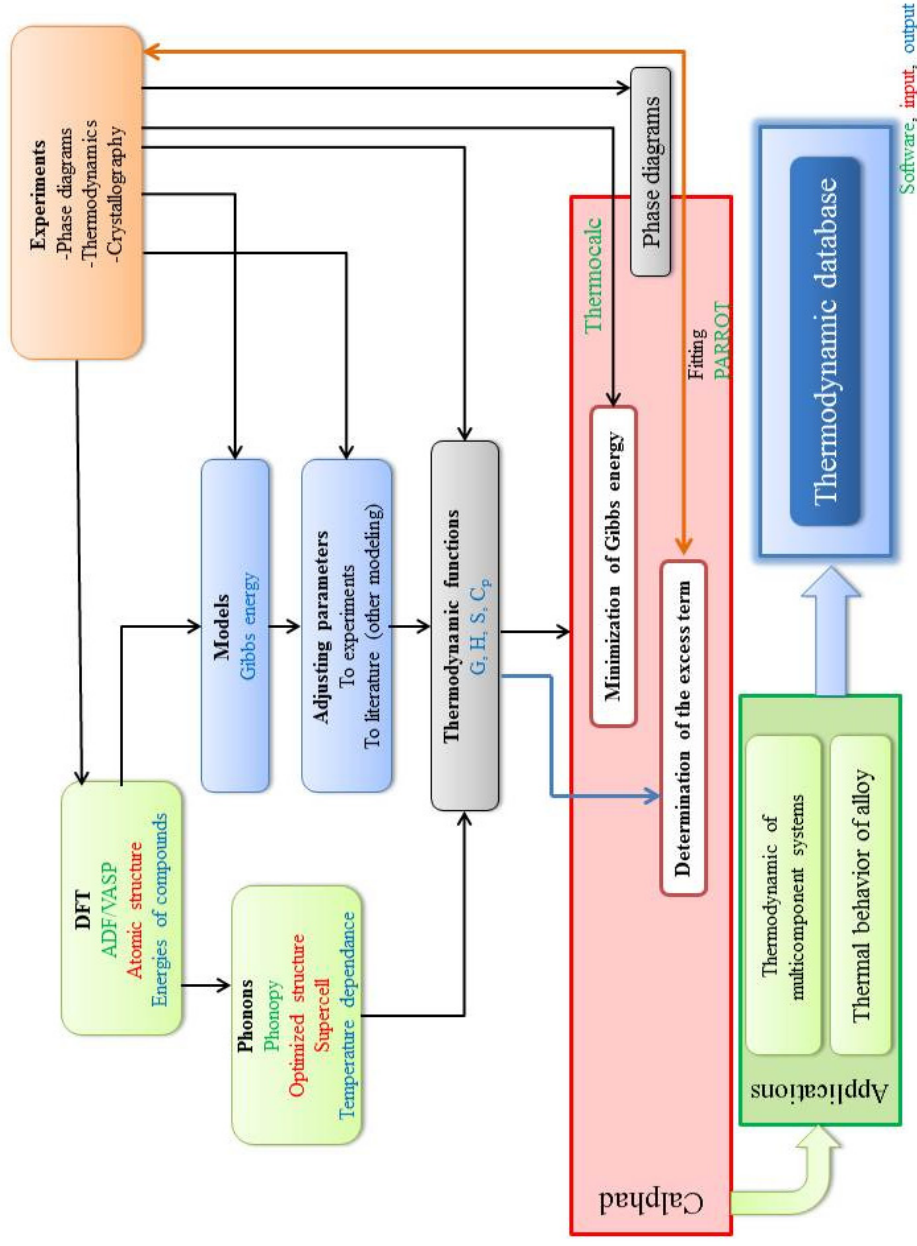 DFT
ADF/VASP
Atomic structure
Energies of compounds
Experiments
-Phase diagrams
-Thermodynamics
-Crystallography
Phonons
Phonopy
Optimized structure
Supercell
Temperature dependance
Models
Gibbs energy
Adjusting parameters
To experiments
To literature (other modeling)
Thermodynamic functions
G, H, S, Cp
Calphad
Thermocalc
Minimization of Gibbs energy
Determination of the excess term
Fitting
PARROT
Phase diagrams
Applications
Thermodynamic of
multicomponent systems
Thermal behavior of alloy
Thermodynamic database
Software, input, output